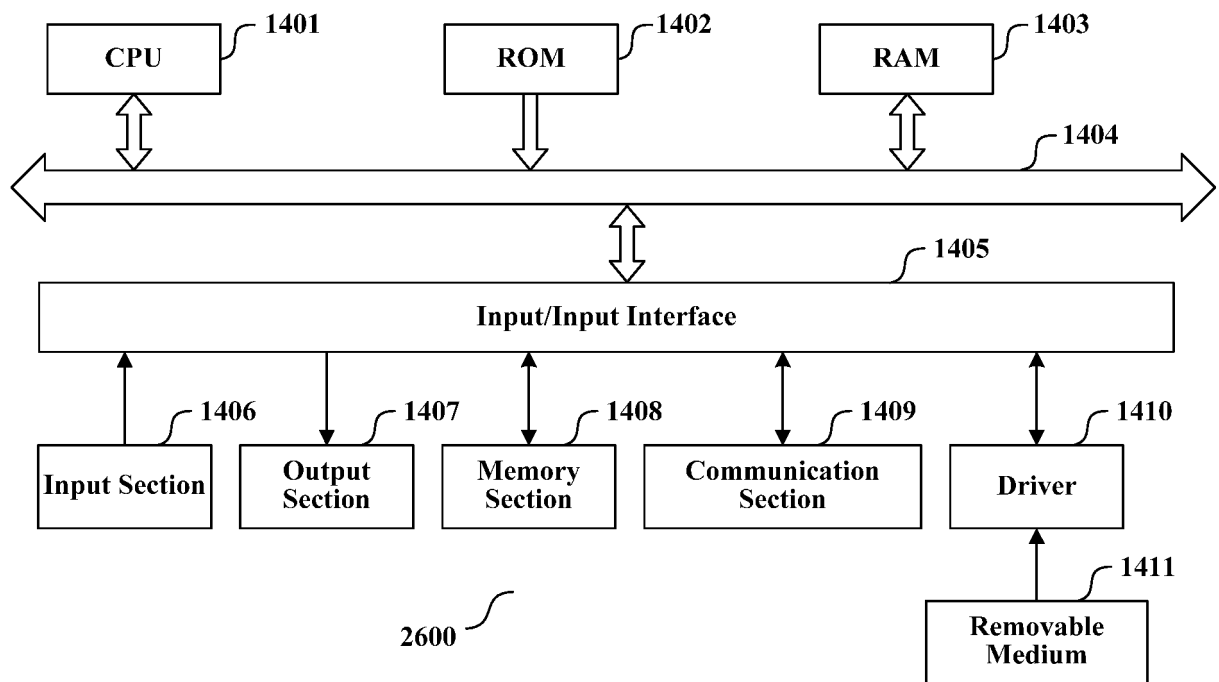 1401
1402
1403
CPU
ROM
RAM
1404
1405
Input/Input Interface
1406
1407
1408
1409
1410
Input Section
Output
Section
Memory
Section
Communication
Section
Driver
1411
2600
Removable
Medium